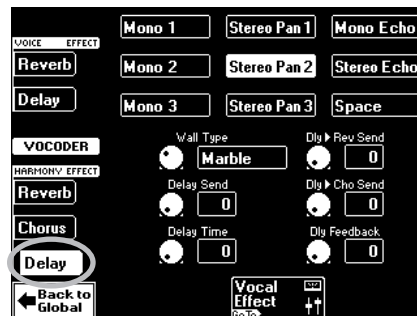 Mono 1 Stereo Pan 1 Mono Echo
VOICE EFFECT
Reverb Mono 2 Stereo Pan 2 Stereo Echo
Delay Mono 3 Stereo Pan 3 Space
VOCODER
Wall Type Dly▶Rev Send
Marble 0
HARMONY EFFECT
Reverb
Delay Send Dly▶Cho Send
0 0
Chorus
Delay Time Dly Feedback
0 0
Delay
Back to Global
Vocal Effect
GoTo